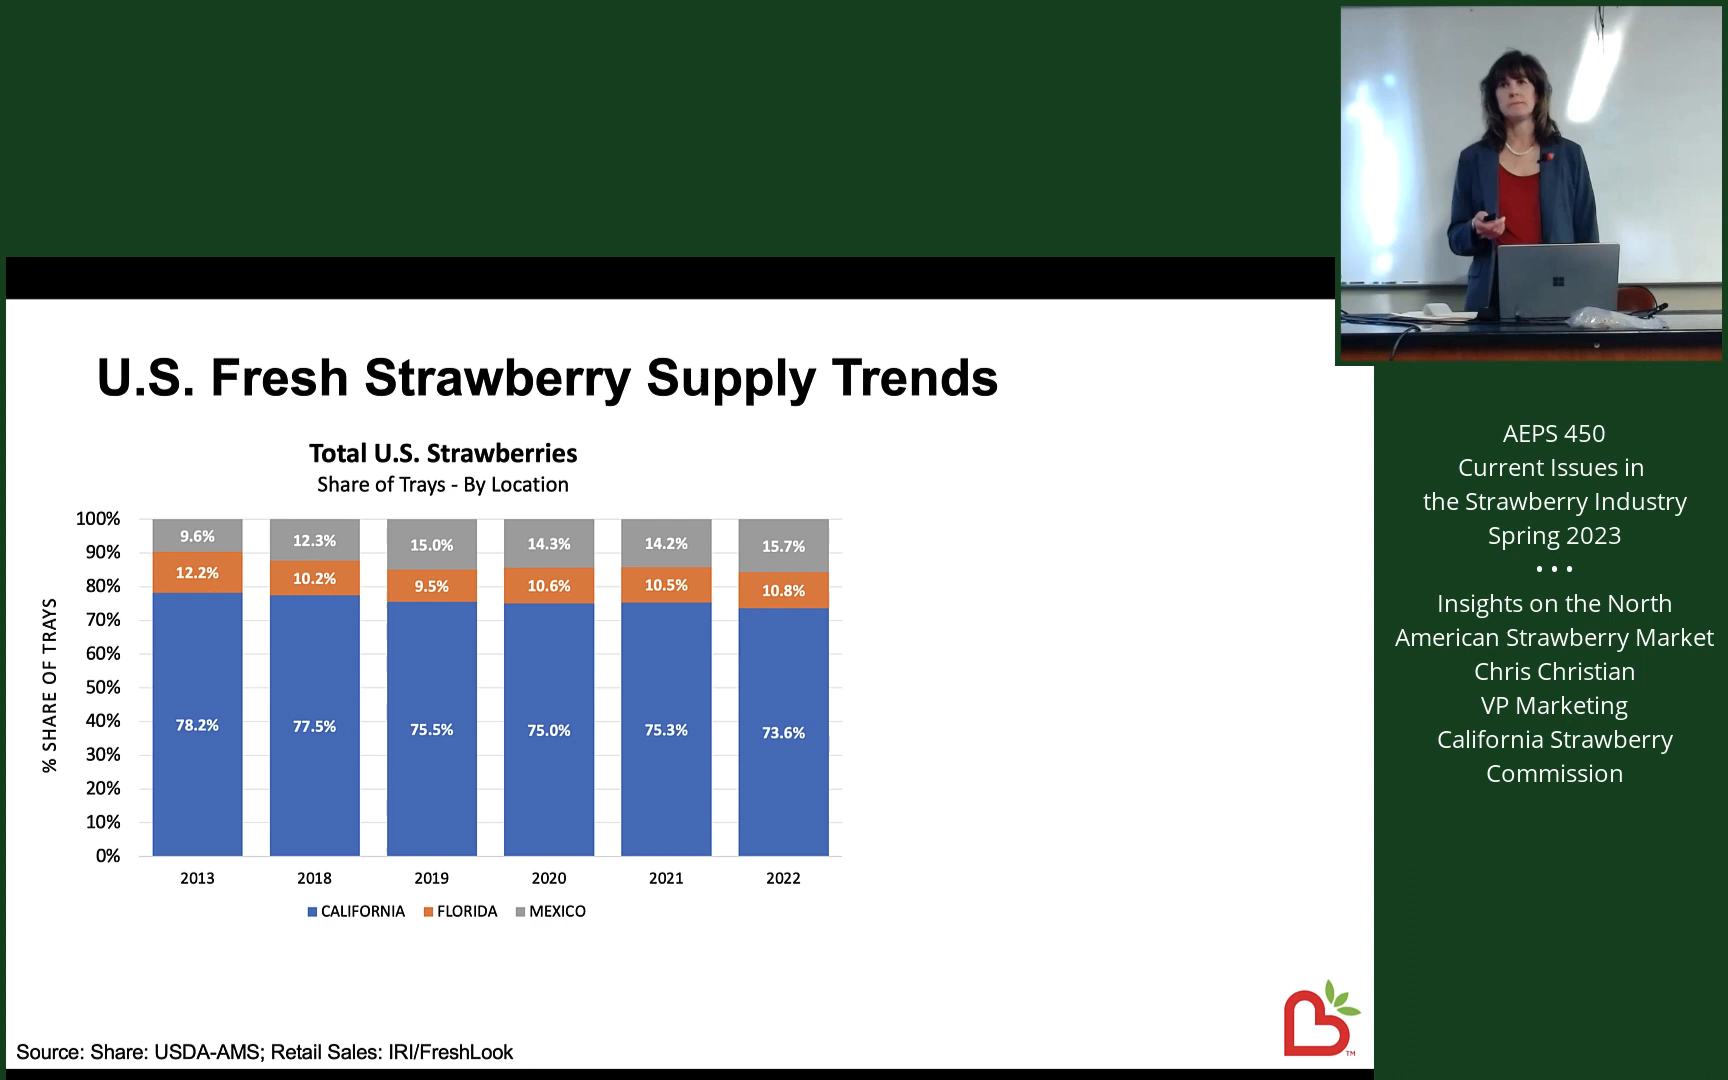 U.S. Fresh Strawberry Supply Trends
Total U.S. Strawberries
Share of Trays - By Location
% SHARE OF TRAYS
100%
90%
80%
70%
60%
50%
40%
30%
20%
10%
0%
9.6% 12.3% 15.0% 14.3% 14.2% 15.7%
12.2% 10.2% 9.5% 10.6% 10.5% 10.8%
78.2% 77.5% 75.5% 75.0% 75.3% 73.6%
2013 2018 2019 2020 2021 2022
CALIFORNIA FLORIDA MEXICO
Source: Share: USDA-AMS; Retail Sales: IRI/FreshLook
TM
AEPS 450
Current Issues in
the Strawberry Industry
Spring 2023
• • •
Insights on the North
American Strawberry Market
Chris Christian
VP Marketing
California Strawberry
Commission